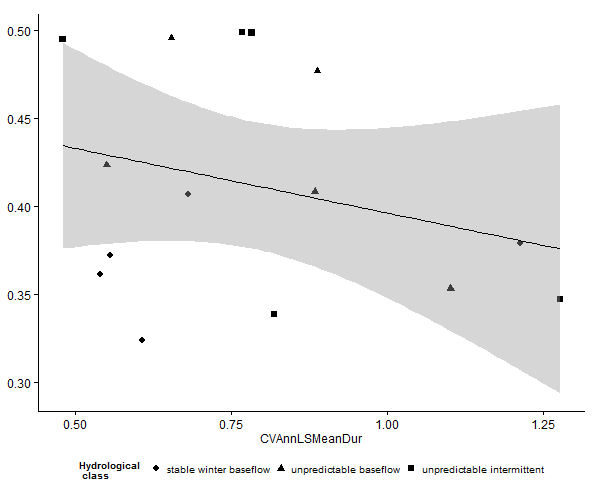 0.50
0.45
0.40
0.35
0.30
0.50 0.75 1.00 1.25
CVAnnLSMeanDur
Hydrological
class
stable winter baseflow unpredictable baseflow unpredictable intermittent